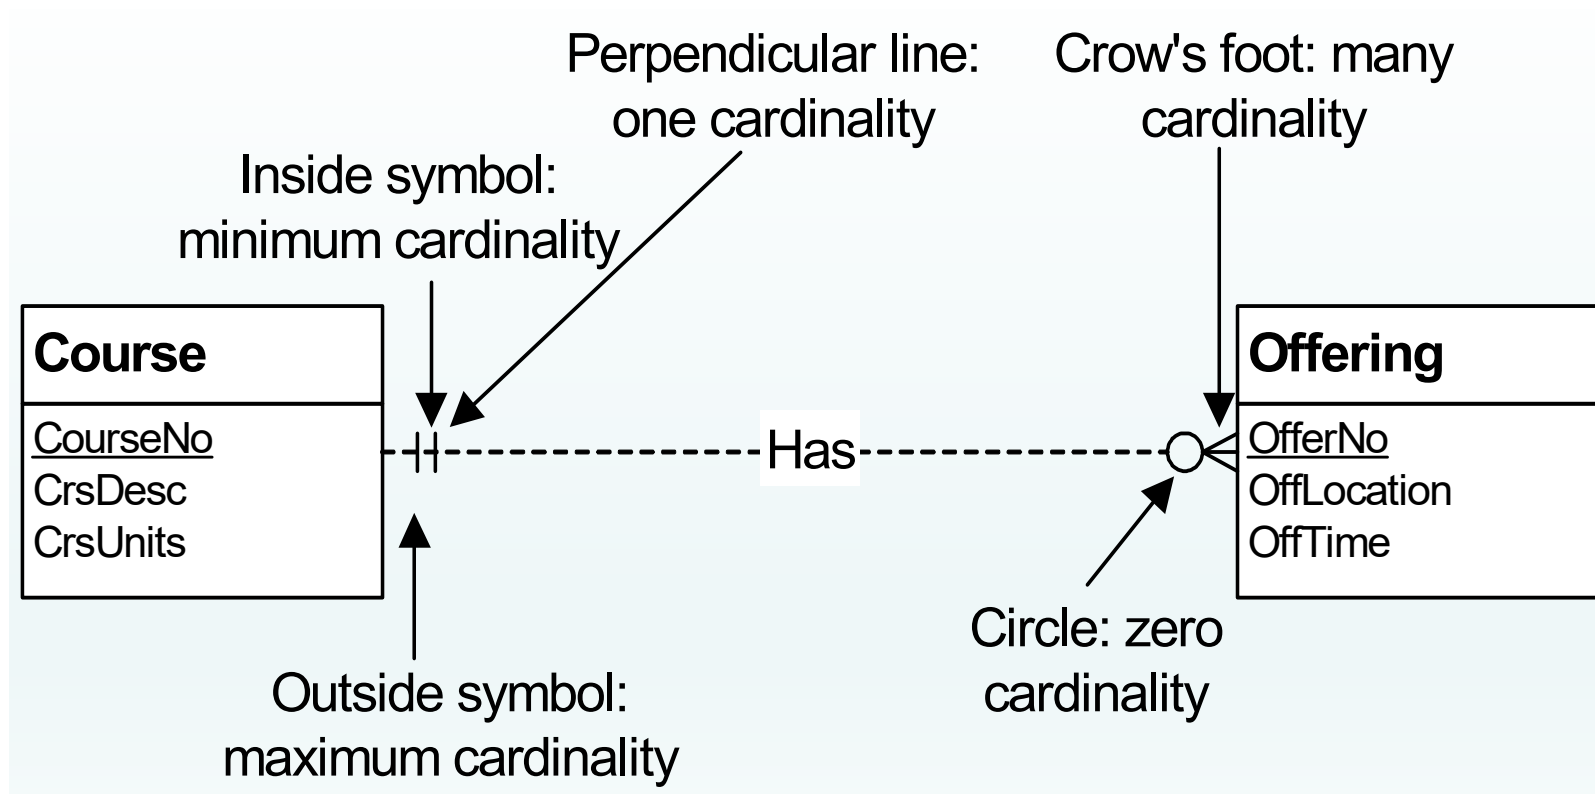 Perpendicular line:
one cardinality
Crow's foot: many
cardinality
Inside symbol:
minimum cardinality
Course
CourseNo
CrsDesc
CrsUnits
Has
Offering
OfferNo
OffLocation
OffTime
Outside symbol:
maximum cardinality
Circle: zero
cardinality